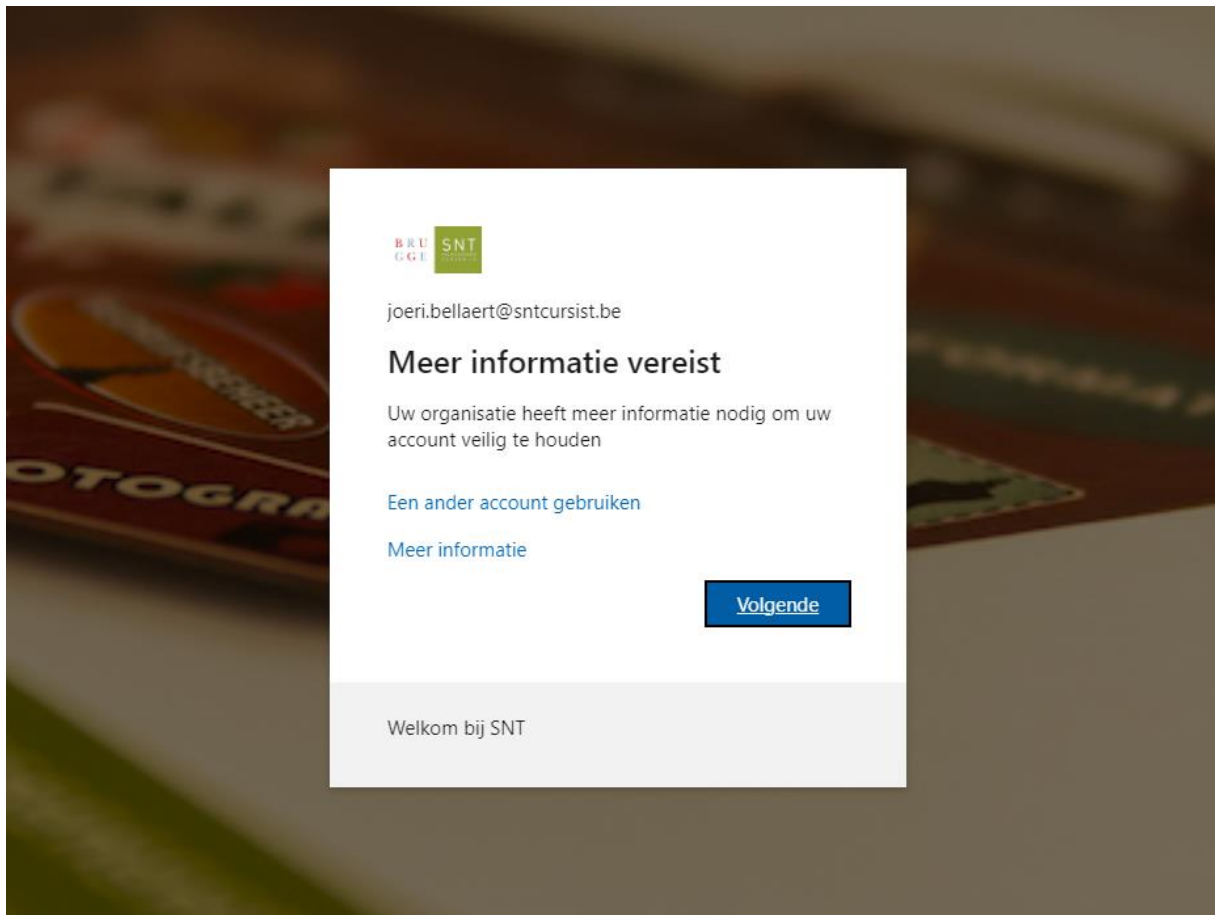 BRU
GGE
SNT
joeri.bellaert@sntcursist.be
Meer informatie vereist
Uw organisatie heeft meer informatie nodig om uw
account veilig te houden
Een ander account gebruiken
Meer informatie
Volgende
Welkom bij SNT
OTOGRA